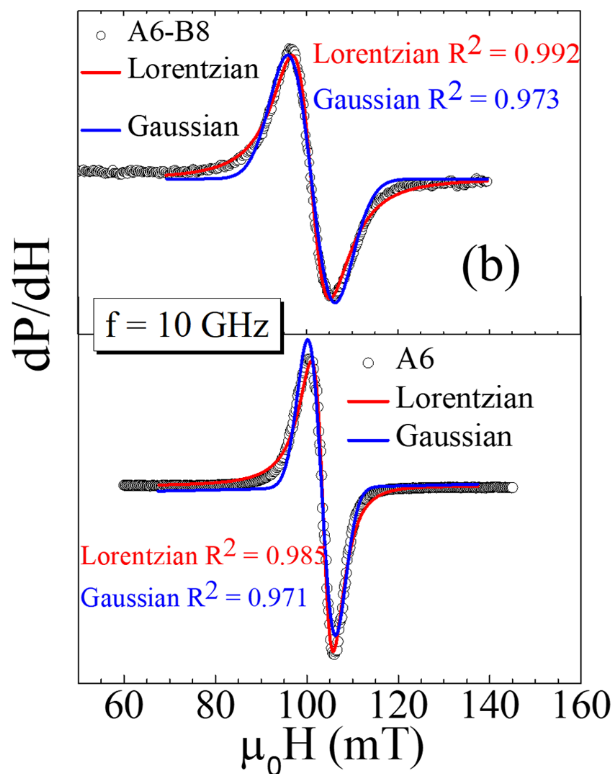 A6-B8
Lorentzian
Gaussian
Lorentzian R² = 0.992
Gaussian R² = 0.973
(b)
dP/dH
f = 10 GHz
A6
Lorentzian
Gaussian
Lorentzian R² = 0.985
Gaussian R² = 0.971
60 80 100 120 140 160
μ₀H (mT)